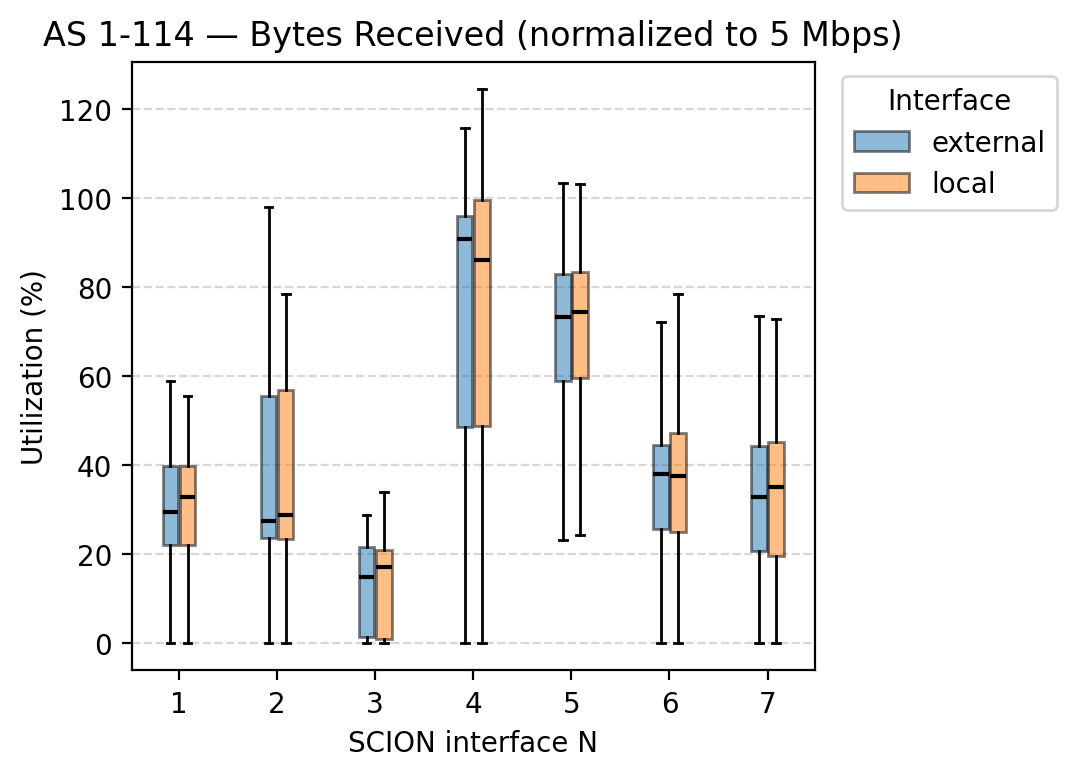 AS 1-114 — Bytes Received (normalized to 5 Mbps)
Interface
external
local
Utilization (%)
120
100
80
60
40
20
0
1 2 3 4 5 6 7
SCION interface N